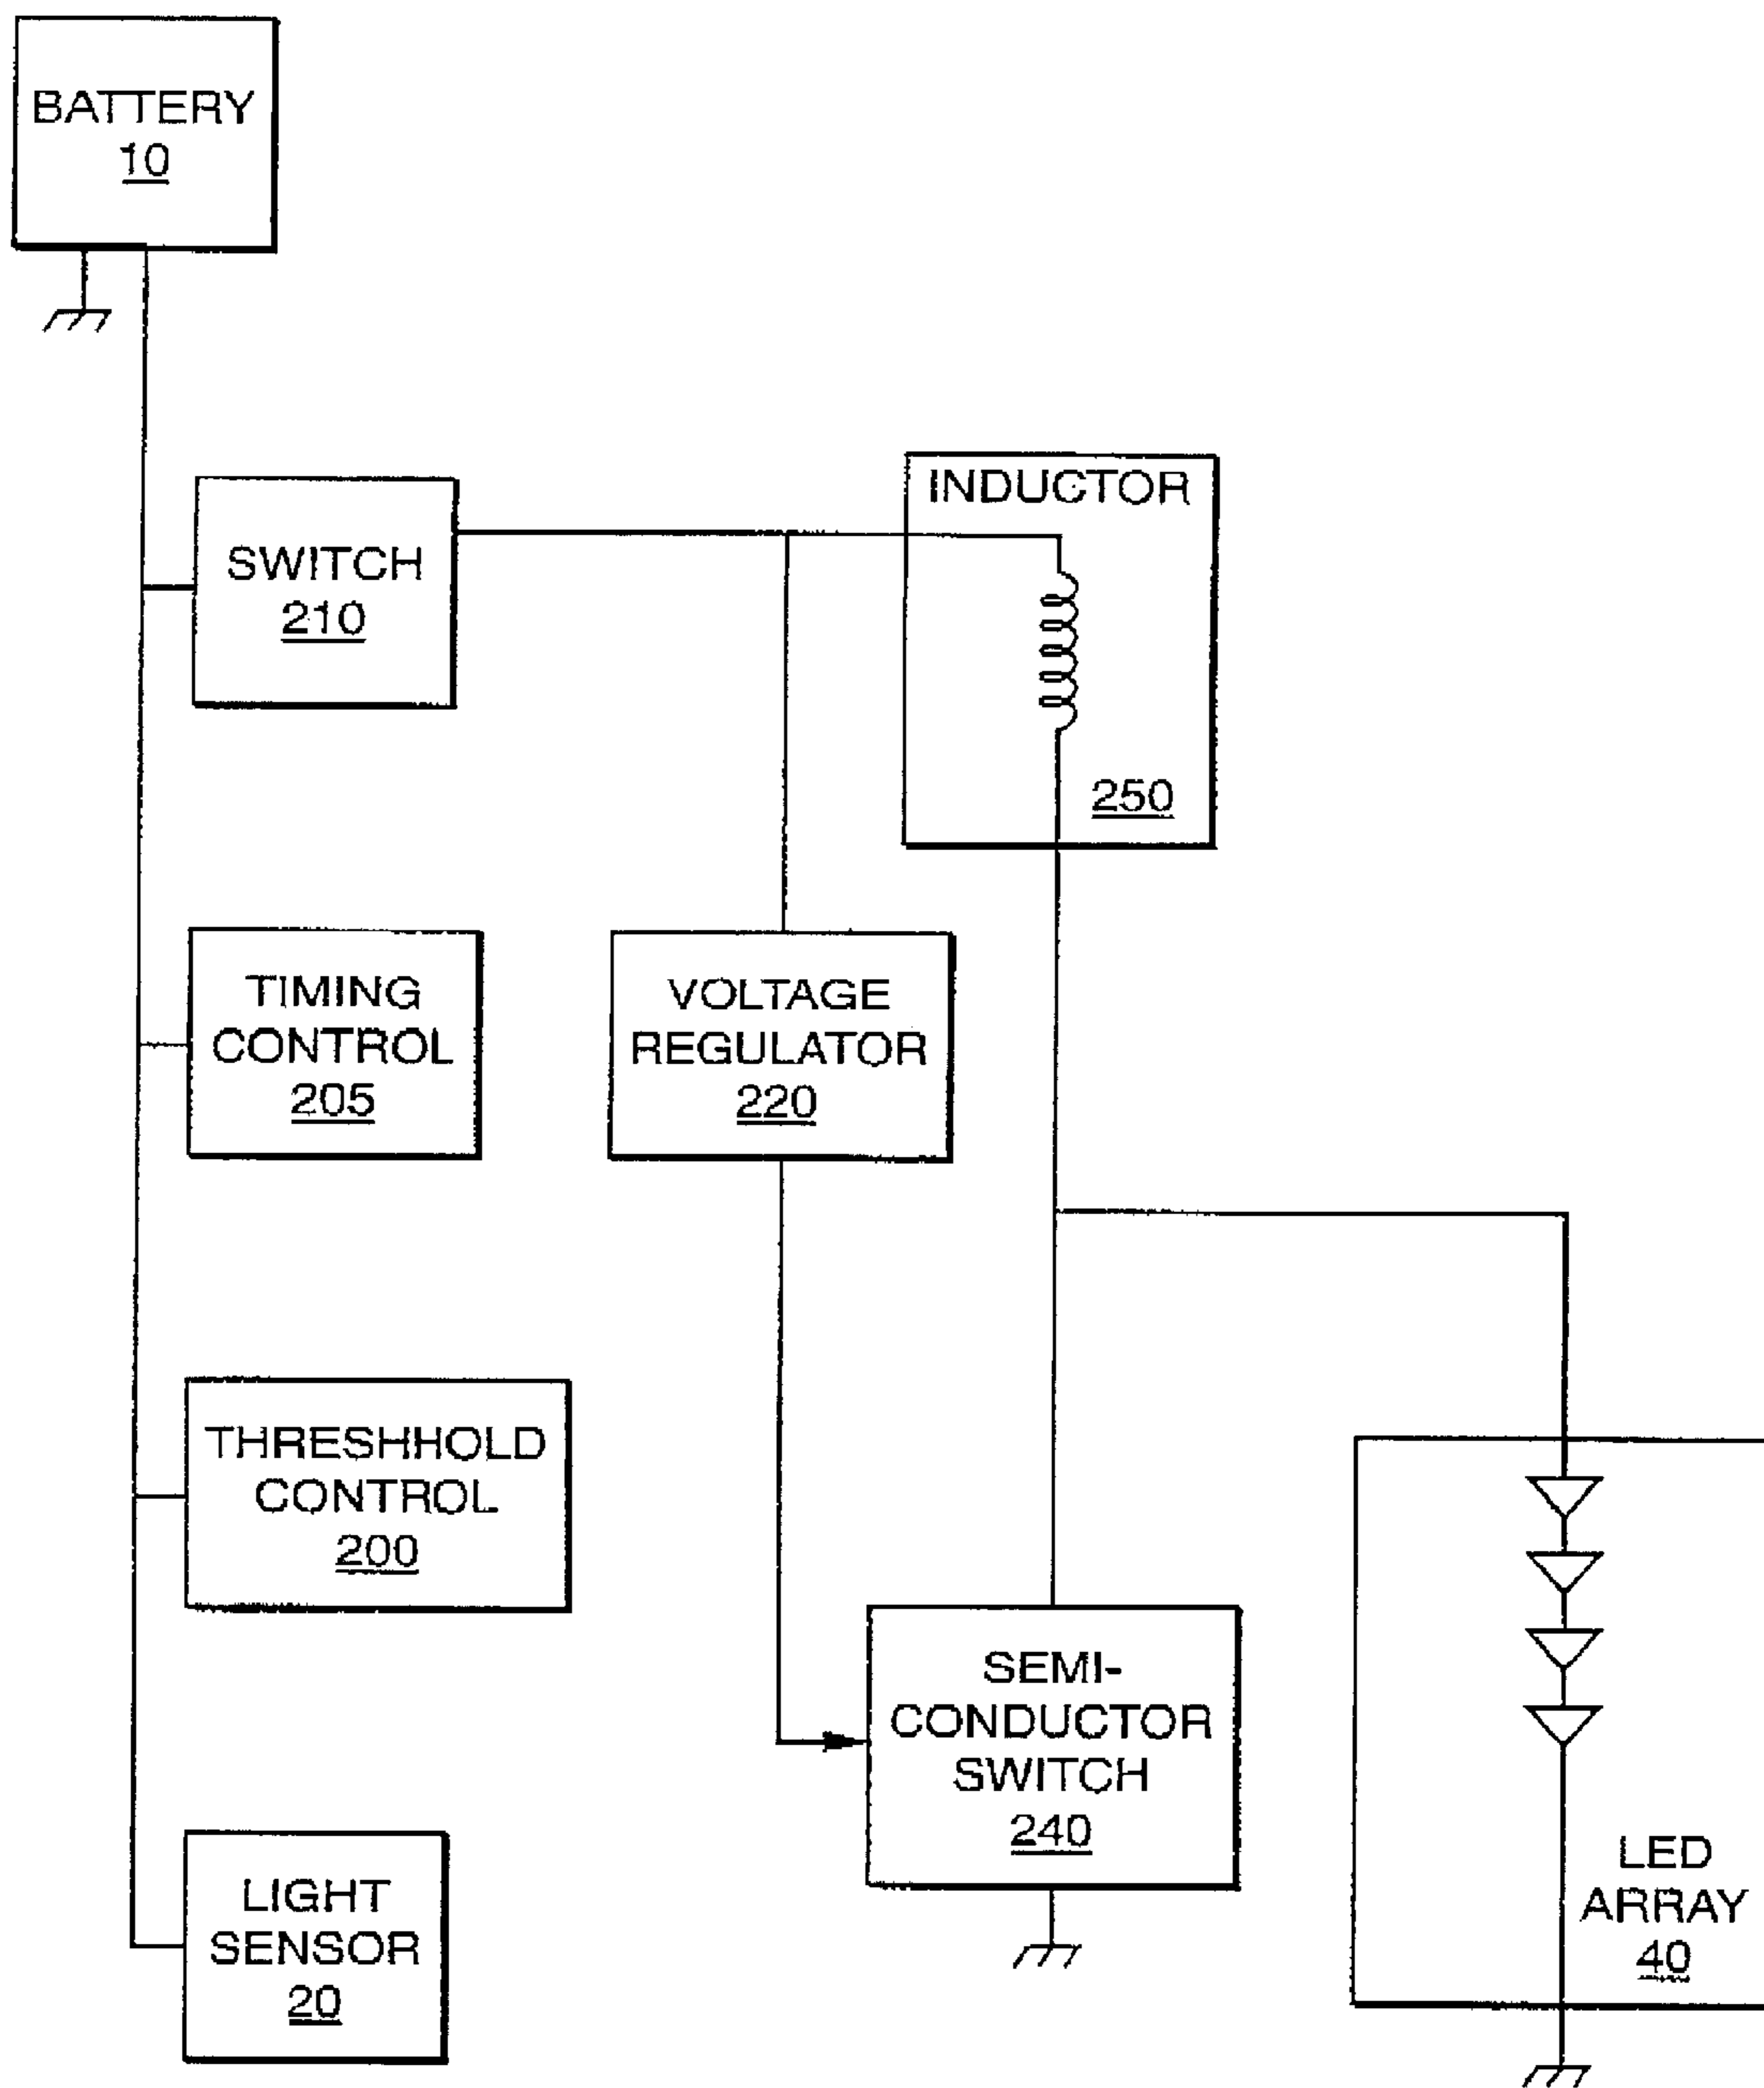 BATTERY
10
SWITCH
210
INDUCTOR
250
TIMING
CONTROL
205
VOLTAGE
REGULATOR
220
THRESHHOLD
CONTROL
200
SEMI-
CONDUCTOR
SWITCH
240
LIGHT
SENSOR
20
LED
ARRAY
40